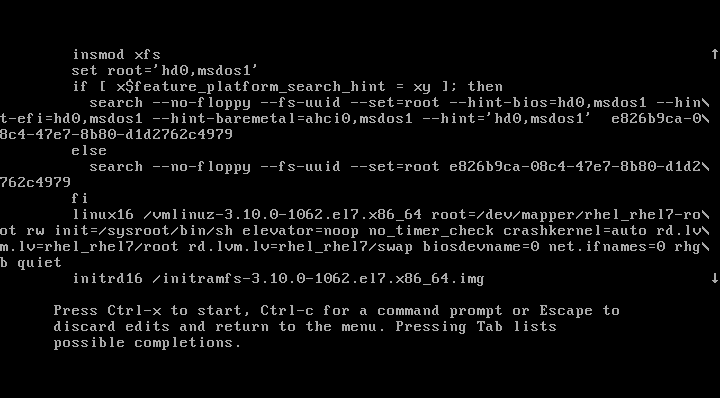 insmod xfs
set root='hd0,msdos1'
if [ x$feature_platform_search_hint = xy ]; then
search --no-floppy --fs-uuid --set=root --hint-bios=hd0,msdos1 --hin\
t-efi=hd0,msdos1 --hint-baremetal=ahci0,msdos1 --hint='hd0,msdos1'  e826b9ca-0\
8c4-47e7-8b80-d1d2762c4979
else
search --no-floppy --fs-uuid --set=root e826b9ca-08c4-47e7-8b80-d1d2\
762c4979
fi
linux16 /vmlinuz-3.10.0-1062.el7.x86_64 root=/dev/mapper/rhel_rhel7-ro\
ot rw init=/sysroot/bin/sh elevator=noop no_timer_check crashkernel=auto rd.lv\
m.lv=rhel_rhel7/root rd.lvm.lv=rhel_rhel7/swap biosdevname=0 net.ifnames=0 rhg\
b quiet
initrd16 /initramfs-3.10.0-1062.el7.x86_64.img
Press Ctrl-x to start, Ctrl-c for a command prompt or Escape to
discard edits and return to the menu. Pressing Tab lists
possible completions.